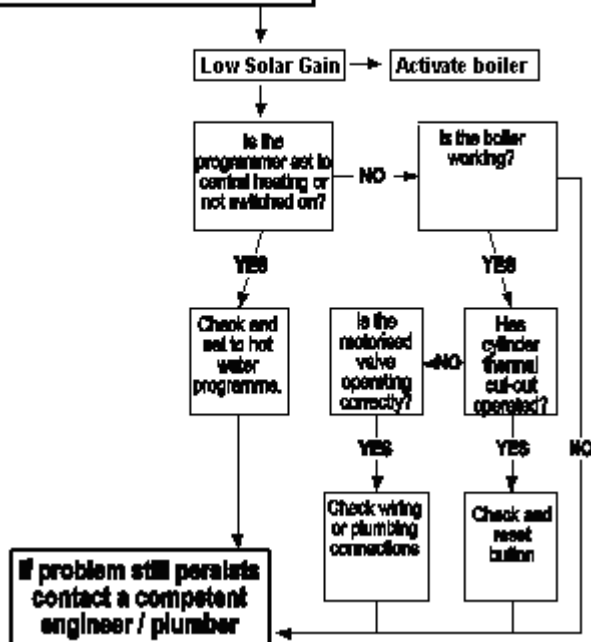 Low Solar Gain
Activate boiler
Is the
programmer set to
central heating or
not switched on?
NO
Is the boiler
working?
YES
YES
Check and
set to hot
water
programme.
Is the
motorised
valve
operating
correctly?
NO
Has
cylinder
thermal
cut-out
operated?
YES
YES
NO
Check wiring
or plumbing
connections
Check and
reset
button
If problem still persists
contact a competent
engineer / plumber